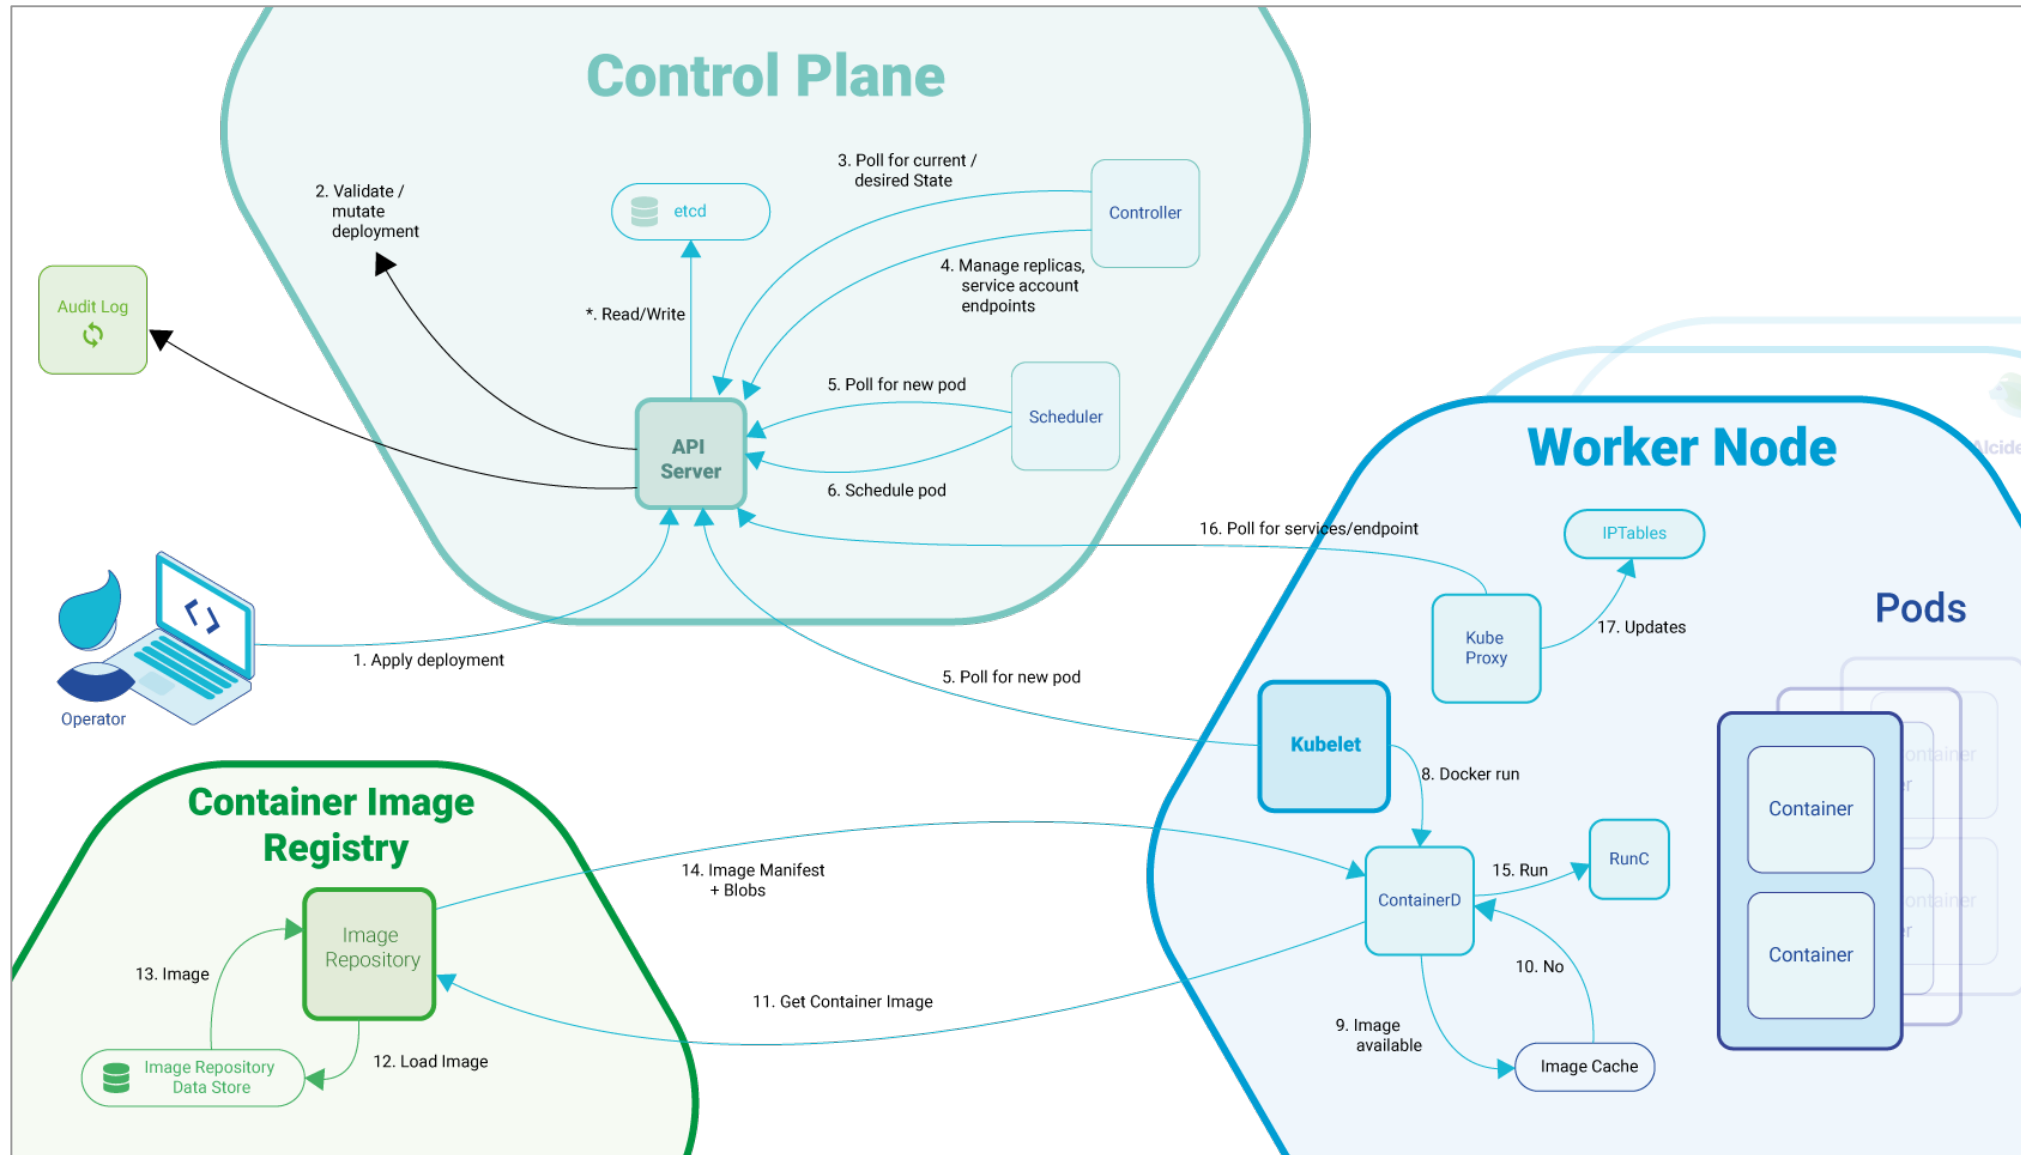 Control Plane
3. Poll for current /
desired State
2. Validate /
mutate
deployment
etcd
Controller
4. Manage replicas,
service account
endpoints
Audit Log
*. Read/Write
5. Poll for new pod
Scheduler
API
Server
6. Schedule pod
Worker Node
Alcide
16. Poll for services/endpoint
IPTables
Pods
Kube
Proxy
17. Updates
1. Apply deployment
5. Poll for new pod
Operator
Kubelet
8. Docker run
Container Image
Registry
Container
14. Image Manifest
+ Blobs
15. Run
RunC
ContainerD
Image
Repository
13. Image
10. No
Container
11. Get Container Image
9. Image
available
12. Load Image
Image Repository
Data Store
Image Cache